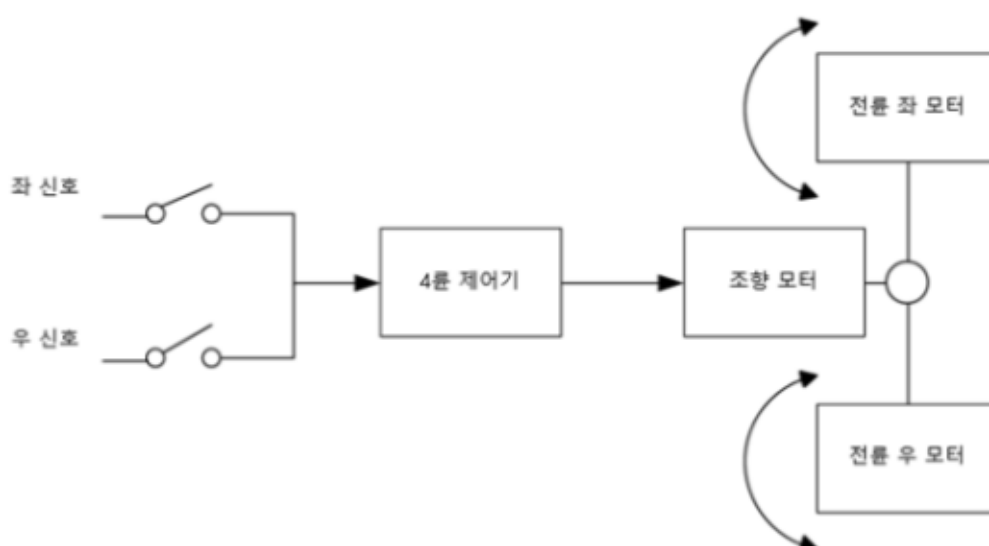 전륜 좌 모터
좌 신호
4륜 제어기
조향 모터
우 신호
전륜 우 모터